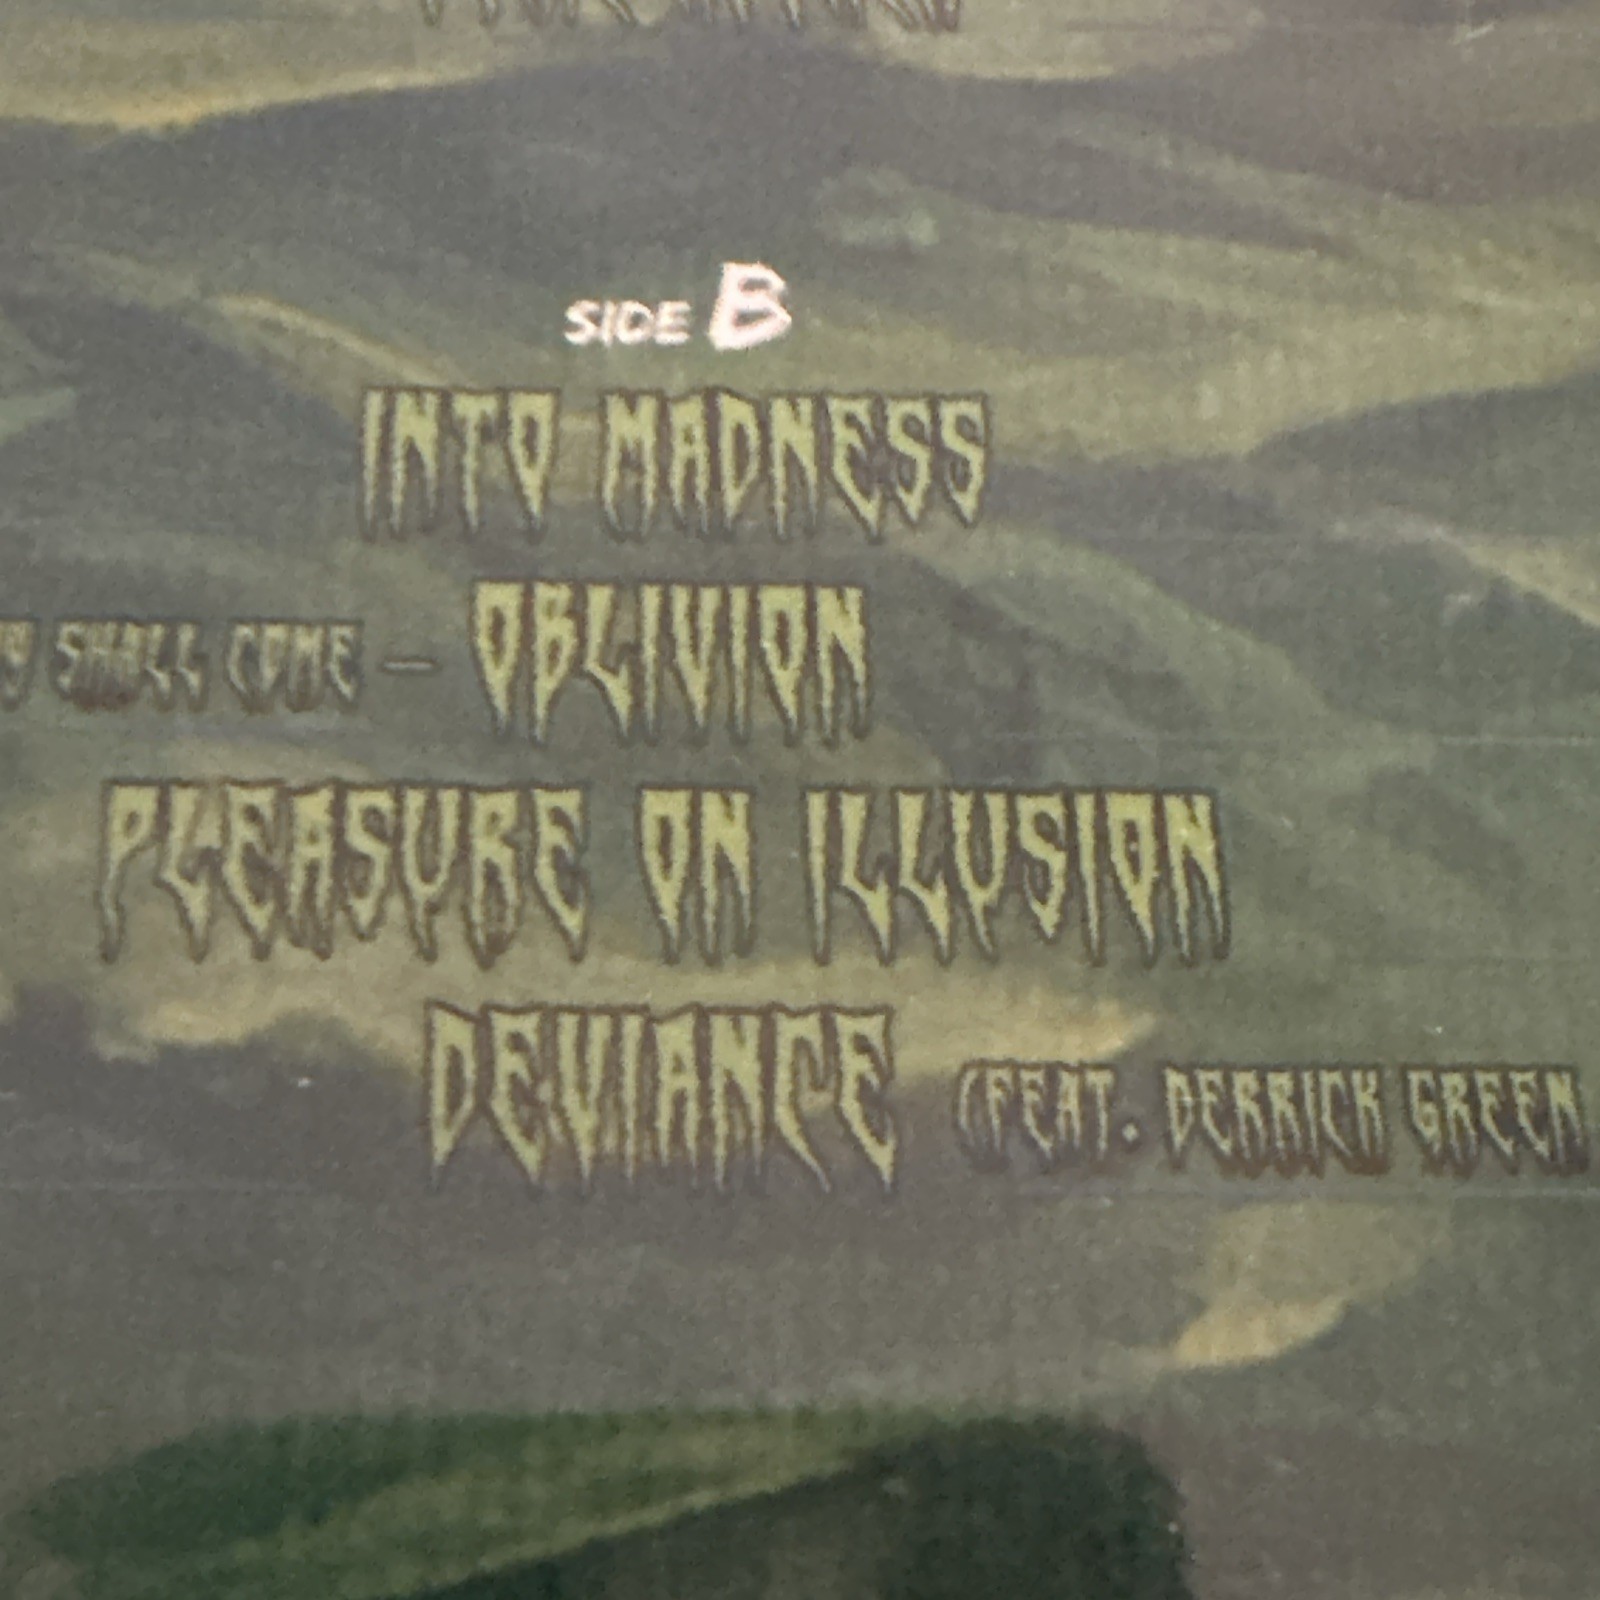 SIDE B
INTO MADNESS
SHALL COME – OBLIVION
PLEASURE ON ILLUSION
DEVIANCE (FEAT. DERRICK GREEN